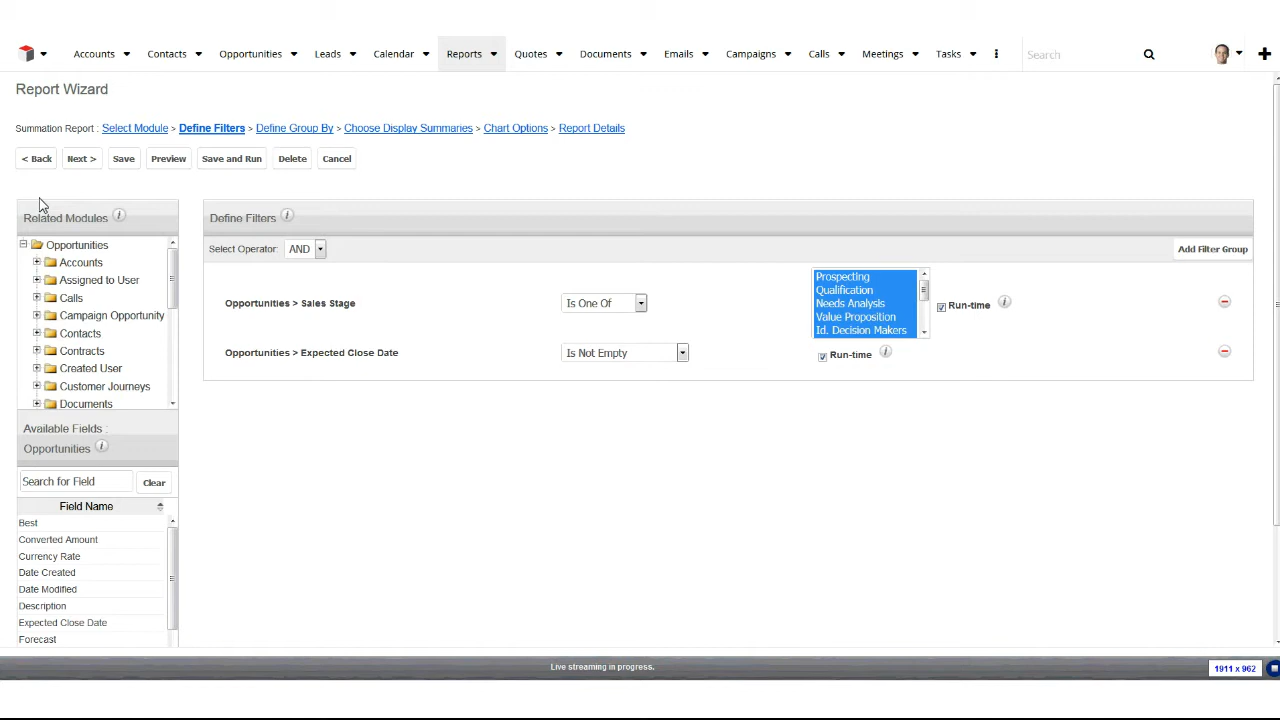 Accounts Contacts Opportunities Leads Calendar Reports Quotes Documents Emails Campaigns Calls Meetings Tasks Search
Report Wizard
Summation Report : Select Module > Define Filters > Define Group By > Choose Display Summaries > Chart Options > Report Details
< Back Next > Save Preview Save and Run Delete Cancel
Related Modules i
Opportunities
Accounts
Assigned to User
Calls
Campaign Opportunity
Contacts
Contracts
Created User
Customer Journeys
Documents
Available Fields :
Opportunities i
Search for Field Clear
Field Name
Best
Converted Amount
Currency Rate
Date Created
Date Modified
Description
Expected Close Date
Forecast
Define Filters i
Select Operator: AND Add Filter Group
Opportunities > Sales Stage Is One Of
Prospecting
Qualification
Needs Analysis
Value Proposition
Id. Decision Makers
Run-time i
Opportunities > Expected Close Date Is Not Empty Run-time i
Live streaming in progress.
1911 x 962